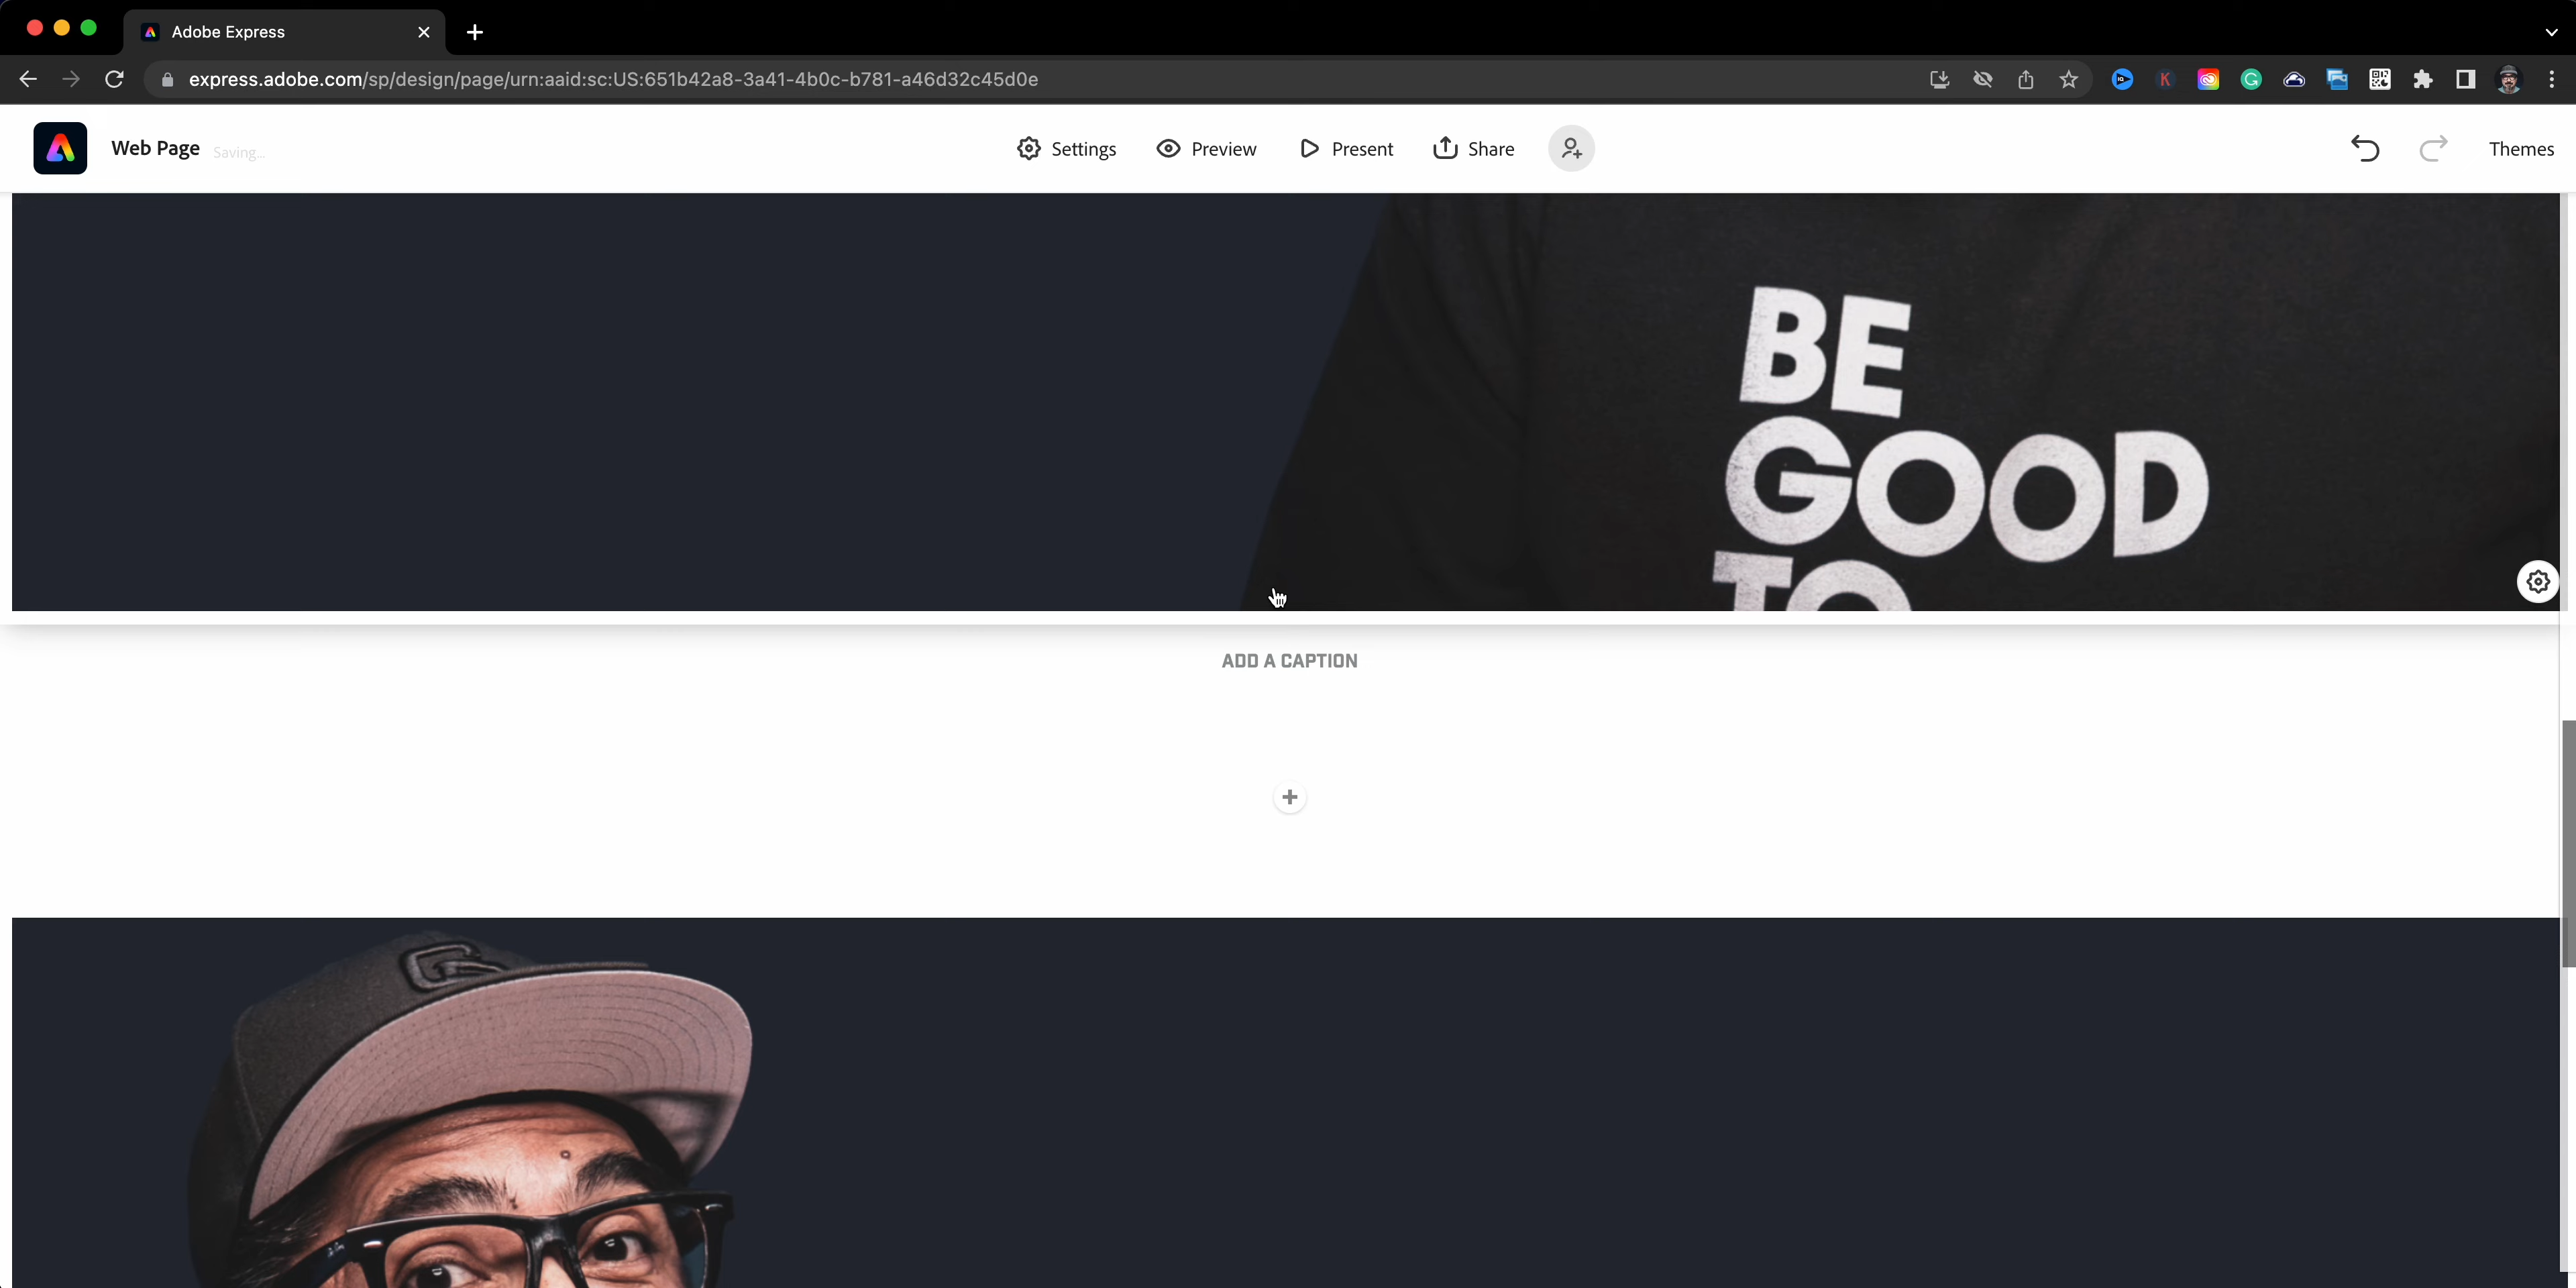 Adobe Express
express.adobe.com/sp/design/page/urn:aaid:sc:US:651b42a8-3a41-4b0c-b781-a46d32c45d0e
Web Page Saving...
Settings Preview Present Share
Themes
BE
GOOD
TO
ADD A CAPTION